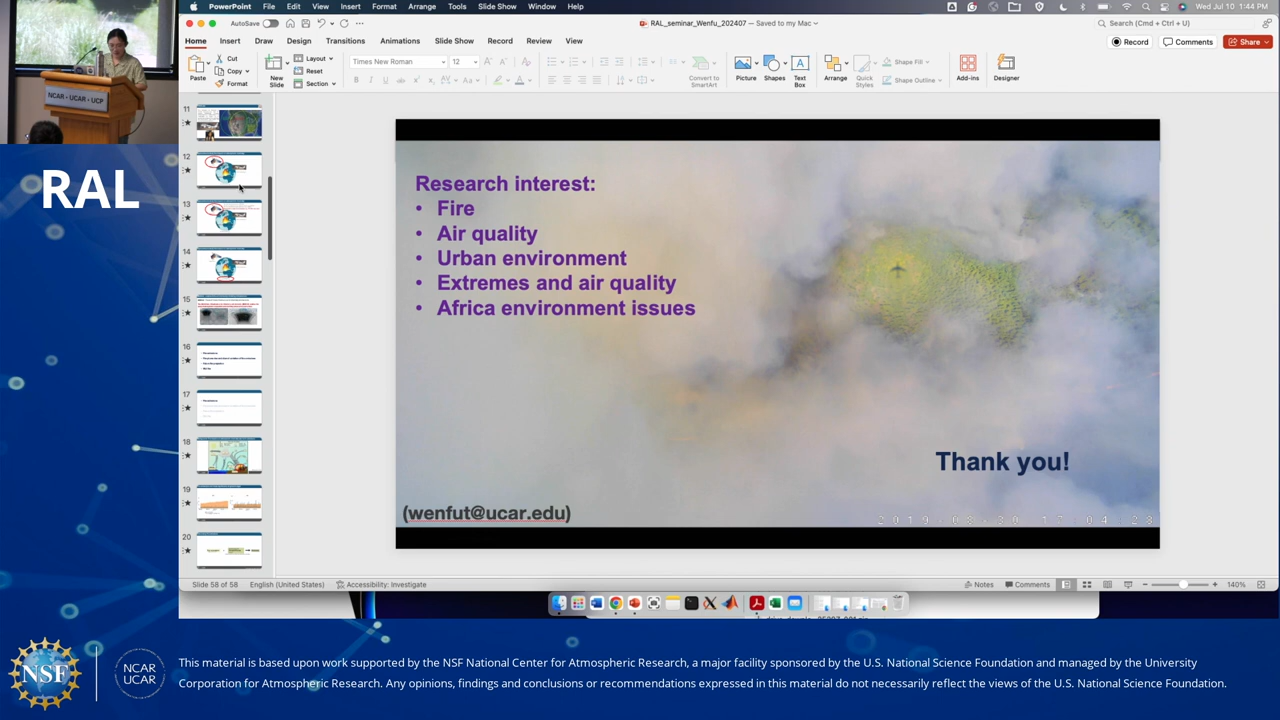 PowerPoint File Edit View Insert Format Arrange Tools Slide Show Window Help
Wed Jul 10 1:44 PM
AutoSave
RAL_seminar_Wenfu_202407 — Saved to my Mac
Search (Cmd + Ctrl + U)
Home Insert Draw Design Transitions Animations Slide Show Record Review View
Record Comments Share
Paste
Cut
Copy
Format
New Slide
Layout
Reset
Section
Times New Roman 12
Convert to SmartArt
Picture
Shapes
Text Box
Arrange
Quick Styles
Shape Fill
Shape Outline
Add-ins
Designer
NCAR • UCAR • UCP
RAL
11
12
13
14
15
16
17
18
19
20
Research interest:
• Fire
• Air quality
• Urban environment
• Extremes and air quality
• Africa environment issues
Thank you!
(wenfut@ucar.edu)
2019-08-30 17:04:28
Slide 58 of 58 English (United States) Accessibility: Investigate
Notes Comments 140%
NSF
NCAR
UCAR
This material is based upon work supported by the NSF National Center for Atmospheric Research, a major facility sponsored by the U.S. National Science Foundation and managed by the University
Corporation for Atmospheric Research. Any opinions, findings and conclusions or recommendations expressed in this material do not necessarily reflect the views of the U.S. National Science Foundation.